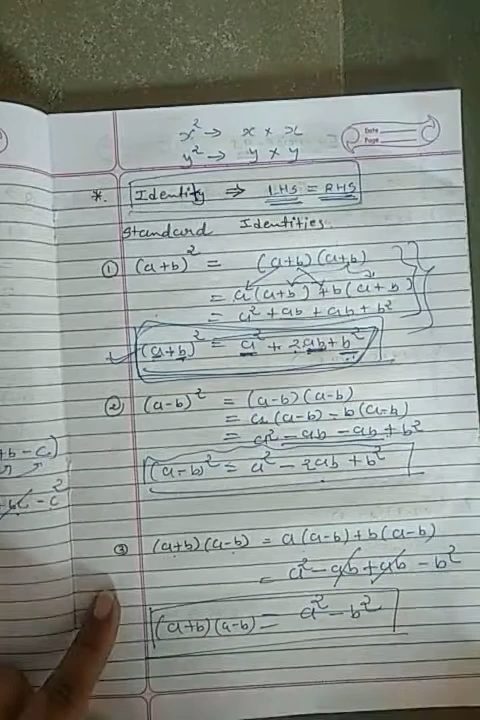 x² → x × x
y² → y × y
Date
Page
*. Identity ⇒ LHS = RHS
Standard Identities.
① (a+b)² = (a+b)(a+b)
= a(a+b) + b(a+b)
= a² + ab + ab + b²
(a+b)² = a² + 2ab + b²
② (a-b)² = (a-b)(a-b)
= a(a-b) - b(a-b)
= a² - ab - ab + b²
(a-b)² = a² - 2ab + b²
+b - c)
③ (a+b)(a-b) = a(a-b) + b(a-b)
= a² - ab + ab - b²
(a+b)(a-b) = a² - b²